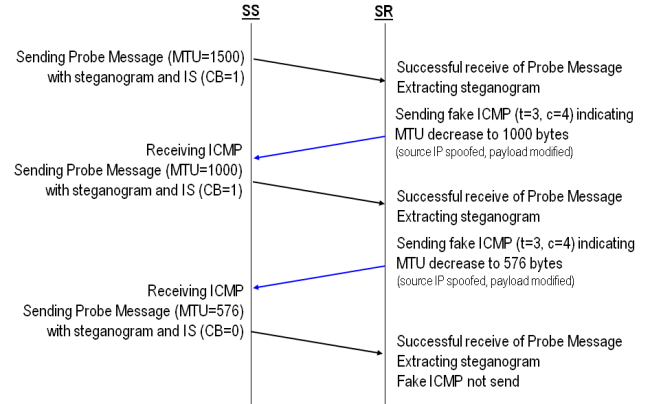 SS SR
Sending Probe Message (MTU=1500)
with steganogram and IS (CB=1)
Successful receive of Probe Message
Extracting steganogram
Sending fake ICMP (t=3, c=4) indicating
MTU decrease to 1000 bytes
(source IP spoofed, payload modified)
Receiving ICMP
Sending Probe Message (MTU=1000)
with steganogram and IS (CB=1)
Successful receive of Probe Message
Extracting steganogram
Sending fake ICMP (t=3, c=4) indicating
MTU decrease to 576 bytes
(source IP spoofed, payload modified)
Receiving ICMP
Sending Probe Message (MTU=576)
with steganogram and IS (CB=0)
Successful receive of Probe Message
Extracting steganogram
Fake ICMP not send